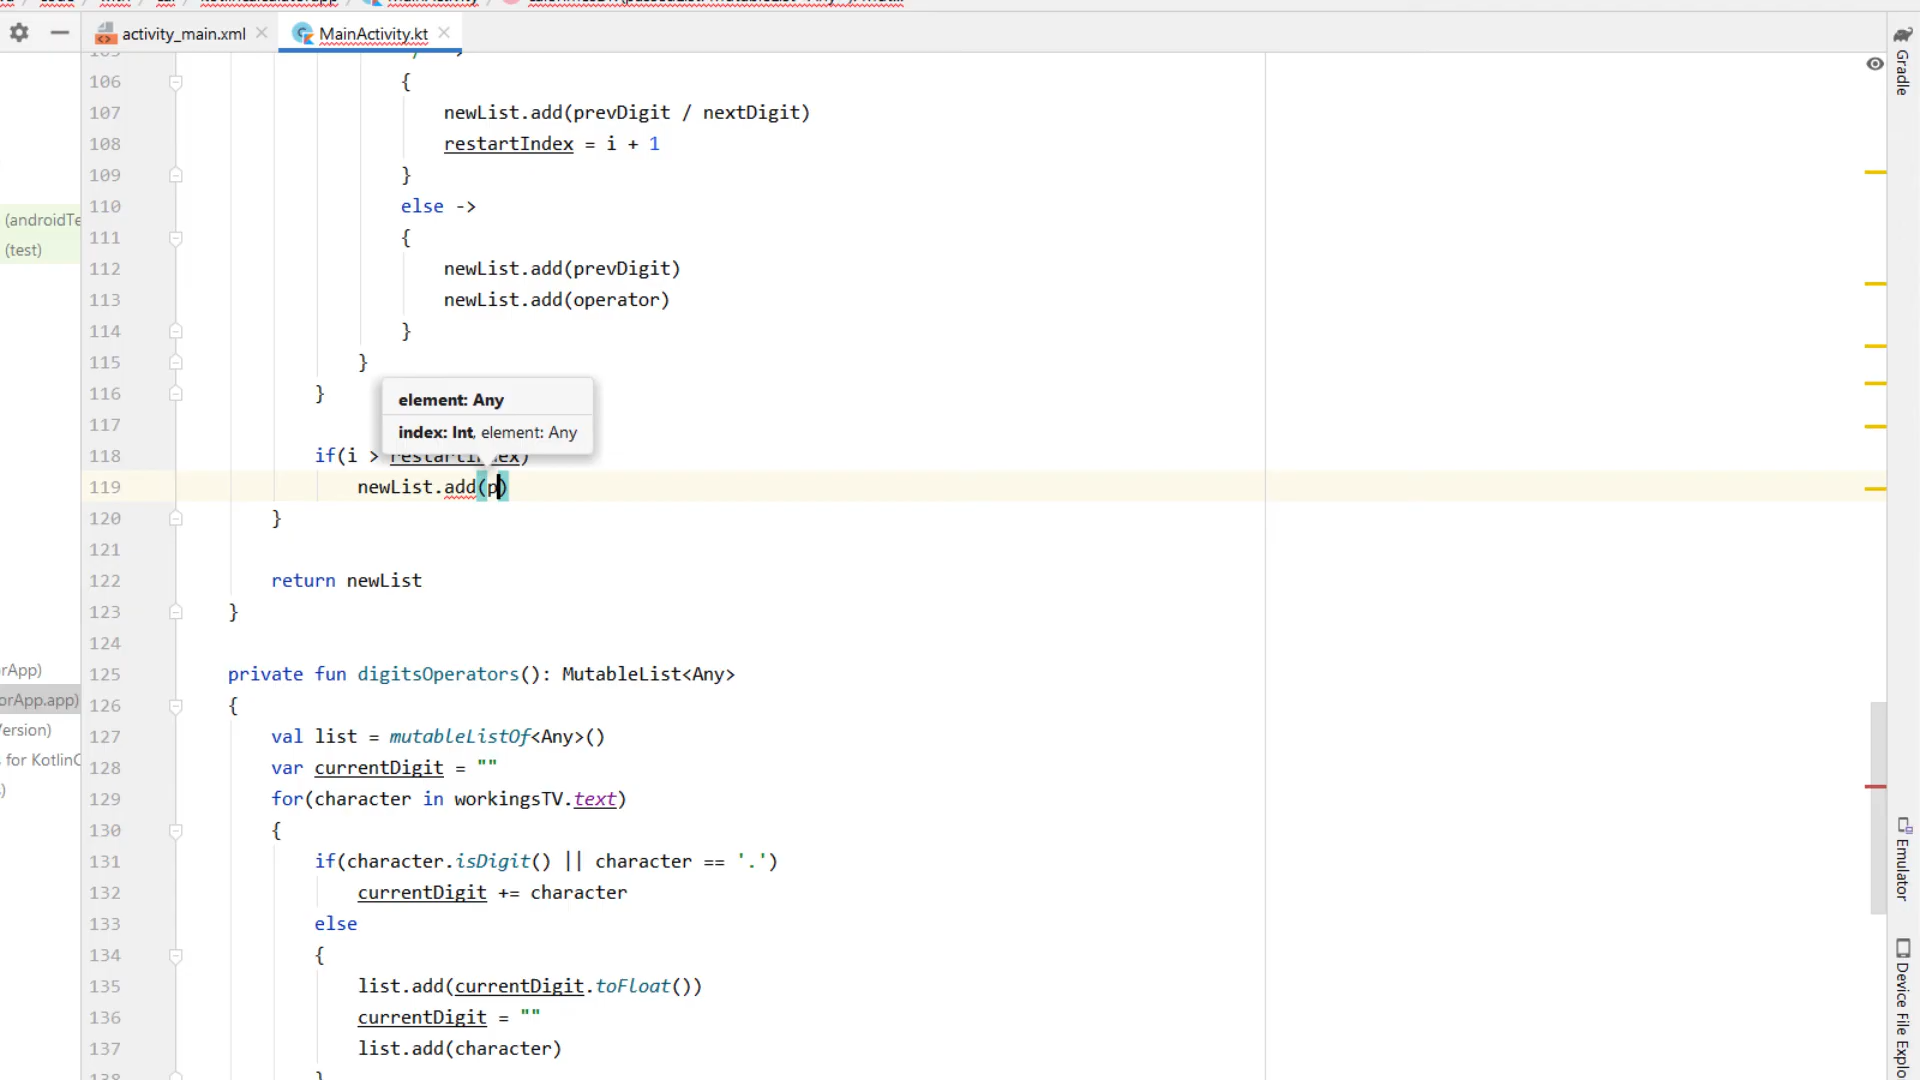 activity_main.xml
MainActivity.kt
106 {
107 newList.add(prevDigit / nextDigit)
108 restartIndex = i + 1
109 }
110 else ->
111 {
112 newList.add(prevDigit)
113 newList.add(operator)
114 }
115 }
116 }
117
element: Any
index: Int, element: Any
118 if(i > restartIndex)
119 newList.add(p)
120 }
121
122 return newList
123 }
124
125 private fun digitsOperators(): MutableList<Any>
126 {
127 val list = mutableListOf<Any>()
128 var currentDigit = ""
129 for(character in workingsTV.text)
130 {
131 if(character.isDigit() || character == '.')
132 currentDigit += character
133 else
134 {
135 list.add(currentDigit.toFloat())
136 currentDigit = ""
137 list.add(character)
(androidTe
(test)
rApp)
orApp.app)
ersion)
for KotlinC
)
Gradle
Emulator
Device File Explo